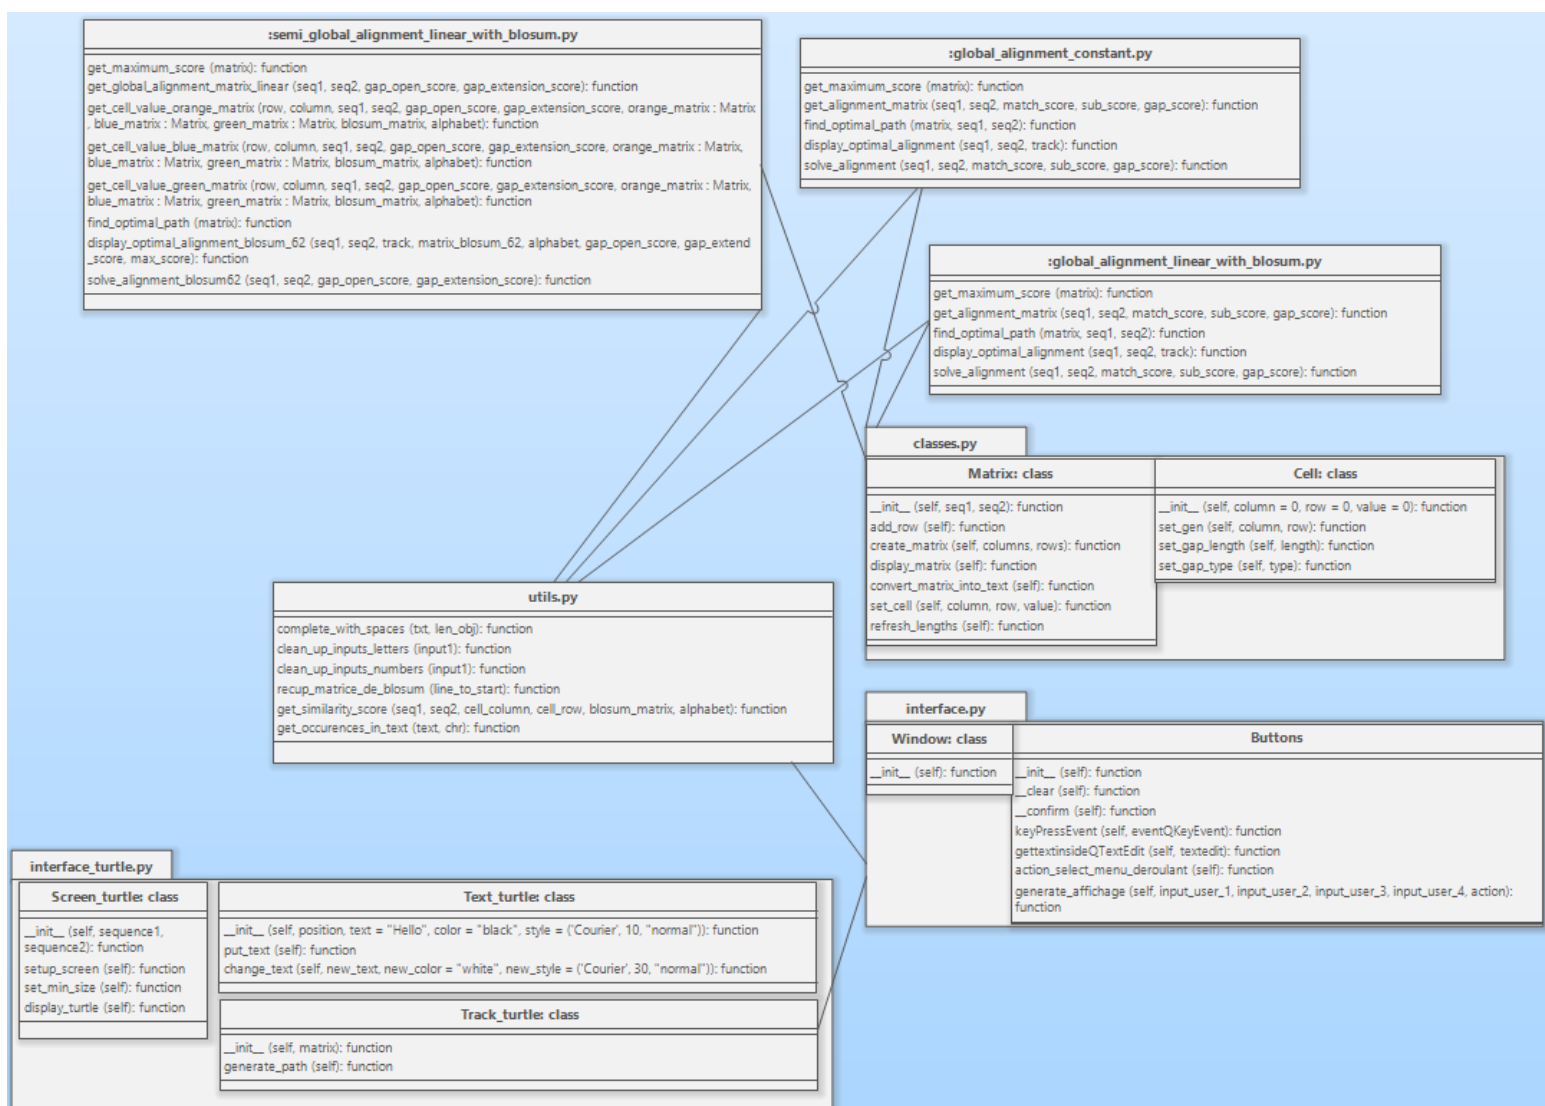 :semi_global_alignment_linear_with_blosum.py
get_maximum_score (matrix): function
get_global_alignment_matrix_linear (seq1, seq2, gap_open_score, gap_extension_score): function
get_cell_value_orange_matrix (row, column, seq1, seq2, gap_open_score, gap_extension_score, orange_matrix : Matrix
, blue_matrix : Matrix, green_matrix : Matrix, blosum_matrix, alphabet): function
get_cell_value_blue_matrix (row, column, seq1, seq2, gap_open_score, gap_extension_score, orange_matrix : Matrix,
blue_matrix : Matrix, green_matrix : Matrix, blosum_matrix, alphabet): function
get_cell_value_green_matrix (row, column, seq1, seq2, gap_open_score, gap_extension_score, orange_matrix : Matrix,
blue_matrix : Matrix, green_matrix : Matrix, blosum_matrix, alphabet): function
find_optimal_path (matrix): function
display_optimal_alignment_blosum_62 (seq1, seq2, track, matrix_blosum_62, alphabet, gap_open_score, gap_extend
_score, max_score): function
solve_alignment_blosum62 (seq1, seq2, gap_open_score, gap_extension_score): function
:global_alignment_constant.py
get_maximum_score (matrix): function
get_alignment_matrix (seq1, seq2, match_score, sub_score, gap_score): function
find_optimal_path (matrix, seq1, seq2): function
display_optimal_alignment (seq1, seq2, track): function
solve_alignment (seq1, seq2, match_score, sub_score, gap_score): function
:global_alignment_linear_with_blosum.py
get_maximum_score (matrix): function
get_alignment_matrix (seq1, seq2, match_score, sub_score, gap_score): function
find_optimal_path (matrix, seq1, seq2): function
display_optimal_alignment (seq1, seq2, track): function
solve_alignment (seq1, seq2, match_score, sub_score, gap_score): function
classes.py
Matrix: class
__init__ (self, seq1, seq2): function
add_row (self): function
create_matrix (self, columns, rows): function
display_matrix (self): function
convert_matrix_into_text (self): function
set_cell (self, column, row, value): function
refresh_lengths (self): function
Cell: class
__init__ (self, column = 0, row = 0, value = 0): function
set_gen (self, column, row): function
set_gap_length (self, length): function
set_gap_type (self, type): function
utils.py
complete_with_spaces (txt, len_obj): function
clean_up_inputs_letters (input1): function
clean_up_inputs_numbers (input1): function
recup_matrice_de_blosum (line_to_start): function
get_similarity_score (seq1, seq2, cell_column, cell_row, blosum_matrix, alphabet): function
get_occurences_in_text (text, chr): function
interface.py
Window: class
__init__ (self): function
Buttons
__init__ (self): function
__clear (self): function
__confirm (self): function
keyPressEvent (self, eventQKeyEvent): function
gettextinsideQTextEdit (self, textedit): function
action_select_menu_deroulant (self): function
generate_affichage (self, input_user_1, input_user_2, input_user_3, input_user_4, action):
function
interface_turtle.py
Screen_turtle: class
__init__ (self, sequence1,
sequence2): function
setup_screen (self): function
set_min_size (self): function
display_turtle (self): function
Text_turtle: class
__init__ (self, position, text = "Hello", color = "black", style = ('Courier', 10, "normal")): function
put_text (self): function
change_text (self, new_text, new_color = "white", new_style = ('Courier', 30, "normal")): function
Track_turtle: class
__init__ (self, matrix): function
generate_path (self): function